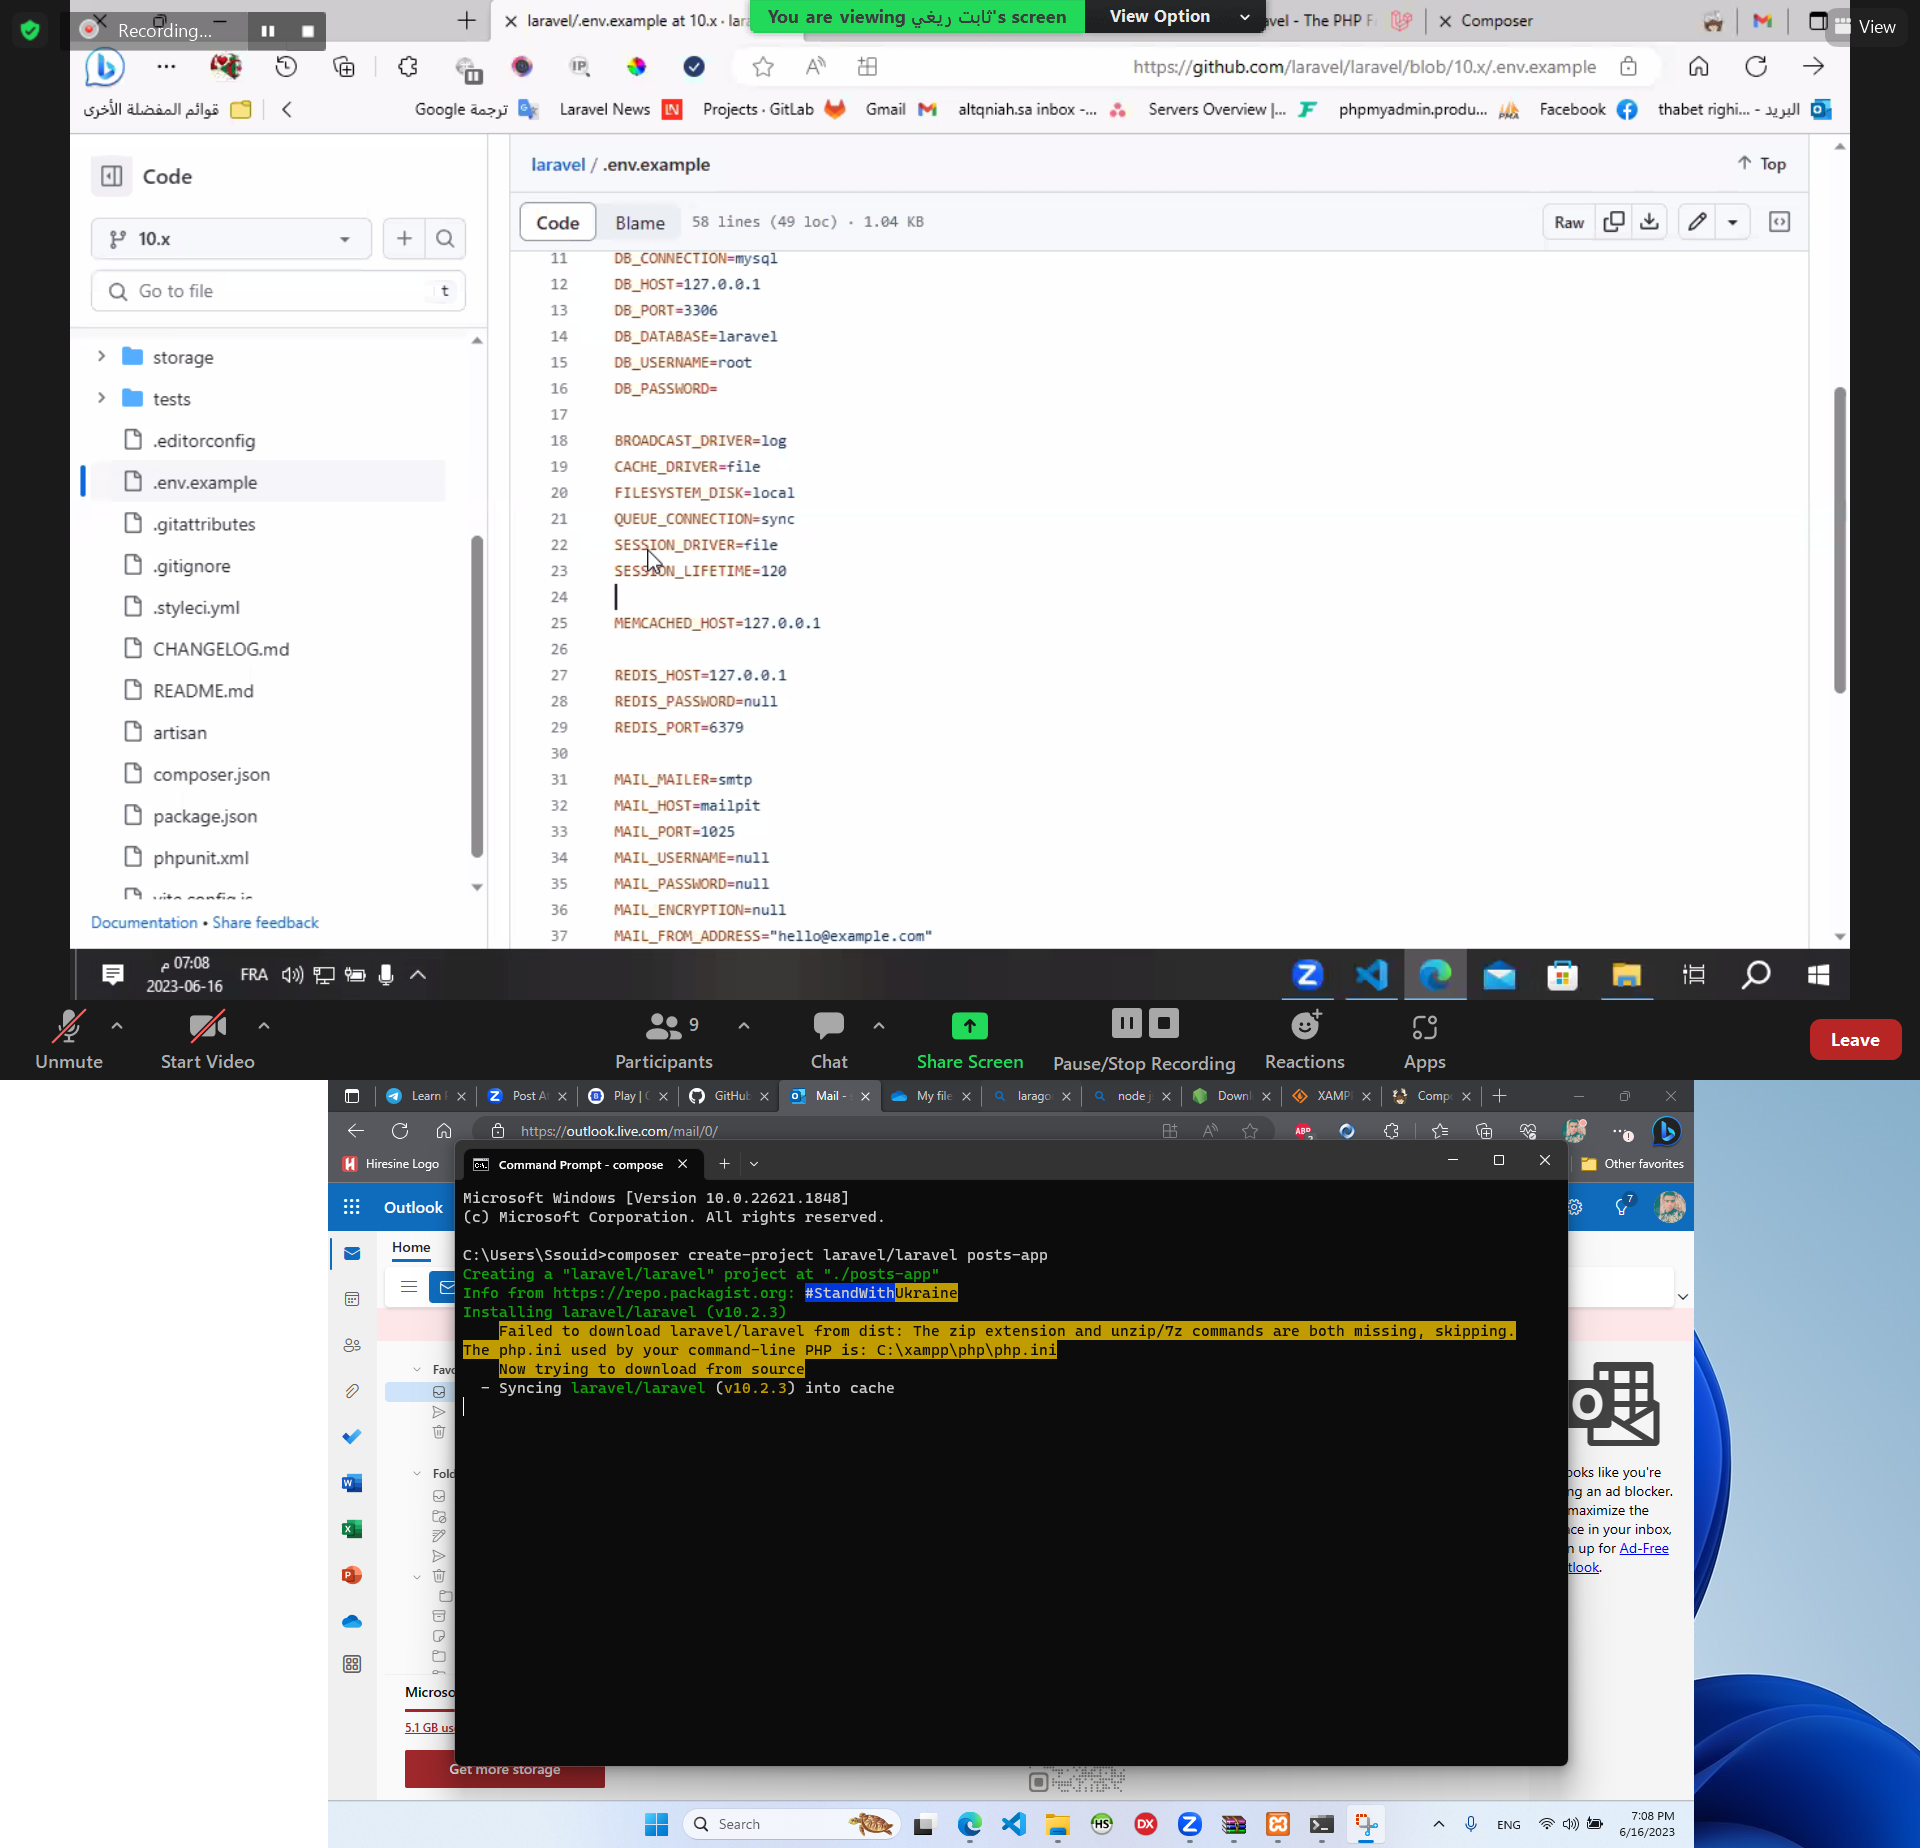 Recording...
laravel/.env.example at 10.x · lar
You are viewing ثابت ريغي's screen
View Option
avel - The PHP F
Composer
View
https://github.com/laravel/laravel/blob/10.x/.env.example
قوائم المفضلة الأخرى
ترجمة Google
Laravel News
Projects · GitLab
Gmail
altqniah.sa inbox -...
Servers Overview |...
phpmyadmin.produ...
Facebook
البريد - ...thabet righi
Code
laravel / .env.example
Top
10.x
Code
Blame
58 lines (49 loc) · 1.04 KB
Raw
Go to file
t
storage
tests
.editorconfig
.env.example
.gitattributes
.gitignore
.styleci.yml
CHANGELOG.md
README.md
artisan
composer.json
package.json
phpunit.xml
vite.config.js
Documentation • Share feedback
11 DB_CONNECTION=mysql
12 DB_HOST=127.0.0.1
13 DB_PORT=3306
14 DB_DATABASE=laravel
15 DB_USERNAME=root
16 DB_PASSWORD=
17
18 BROADCAST_DRIVER=log
19 CACHE_DRIVER=file
20 FILESYSTEM_DISK=local
21 QUEUE_CONNECTION=sync
22 SESSION_DRIVER=file
23 SESSION_LIFETIME=120
24
25 MEMCACHED_HOST=127.0.0.1
26
27 REDIS_HOST=127.0.0.1
28 REDIS_PASSWORD=null
29 REDIS_PORT=6379
30
31 MAIL_MAILER=smtp
32 MAIL_HOST=mailpit
33 MAIL_PORT=1025
34 MAIL_USERNAME=null
35 MAIL_PASSWORD=null
36 MAIL_ENCRYPTION=null
37 MAIL_FROM_ADDRESS="hello@example.com"
07:08 م
2023-06-16
FRA
Unmute
Start Video
9
Participants
Chat
Share Screen
Pause/Stop Recording
Reactions
Apps
Leave
Learn
Post A
Play | C
GitHub
Mail -
My file
larago
node j
Downl
XAMPP
Comp
https://outlook.live.com/mail/0/
ABP
Hiresine Logo
Other favorites
Outlook
7
Home
Command Prompt - compose
Microsoft Windows [Version 10.0.22621.1848]
(c) Microsoft Corporation. All rights reserved.
C:\Users\Ssouid>composer create-project laravel/laravel posts-app
Creating a "laravel/laravel" project at "./posts-app"
Info from https://repo.packagist.org: #StandWithUkraine
Installing laravel/laravel (v10.2.3)
Failed to download laravel/laravel from dist: The zip extension and unzip/7z commands are both missing, skipping.
The php.ini used by your command-line PHP is: C:\xampp\php\php.ini
Now trying to download from source
- Syncing laravel/laravel (v10.2.3) into cache
Favo
Fold
Microso
5.1 GB us
Get more storage
ooks like you're
ng an ad blocker.
maximize the
ace in your inbox,
n up for Ad-Free
tlook.
Search
HS
DX
ENG
7:08 PM
6/16/2023